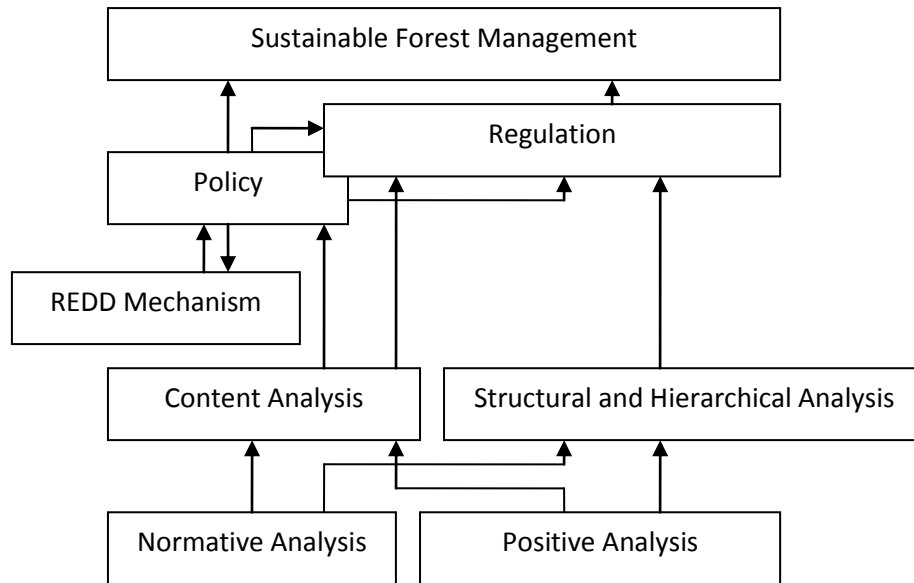 Sustainable Forest Management
Regulation
Policy
REDD Mechanism
Content Analysis
Structural and Hierarchical Analysis
Normative Analysis
Positive Analysis